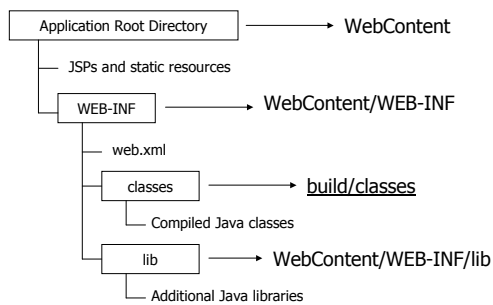 Application Root Directory
WebContent
JSPs and static resources
WEB-INF
WebContent/WEB-INF
web.xml
classes
build/classes
Compiled Java classes
lib
WebContent/WEB-INF/lib
Additional Java libraries